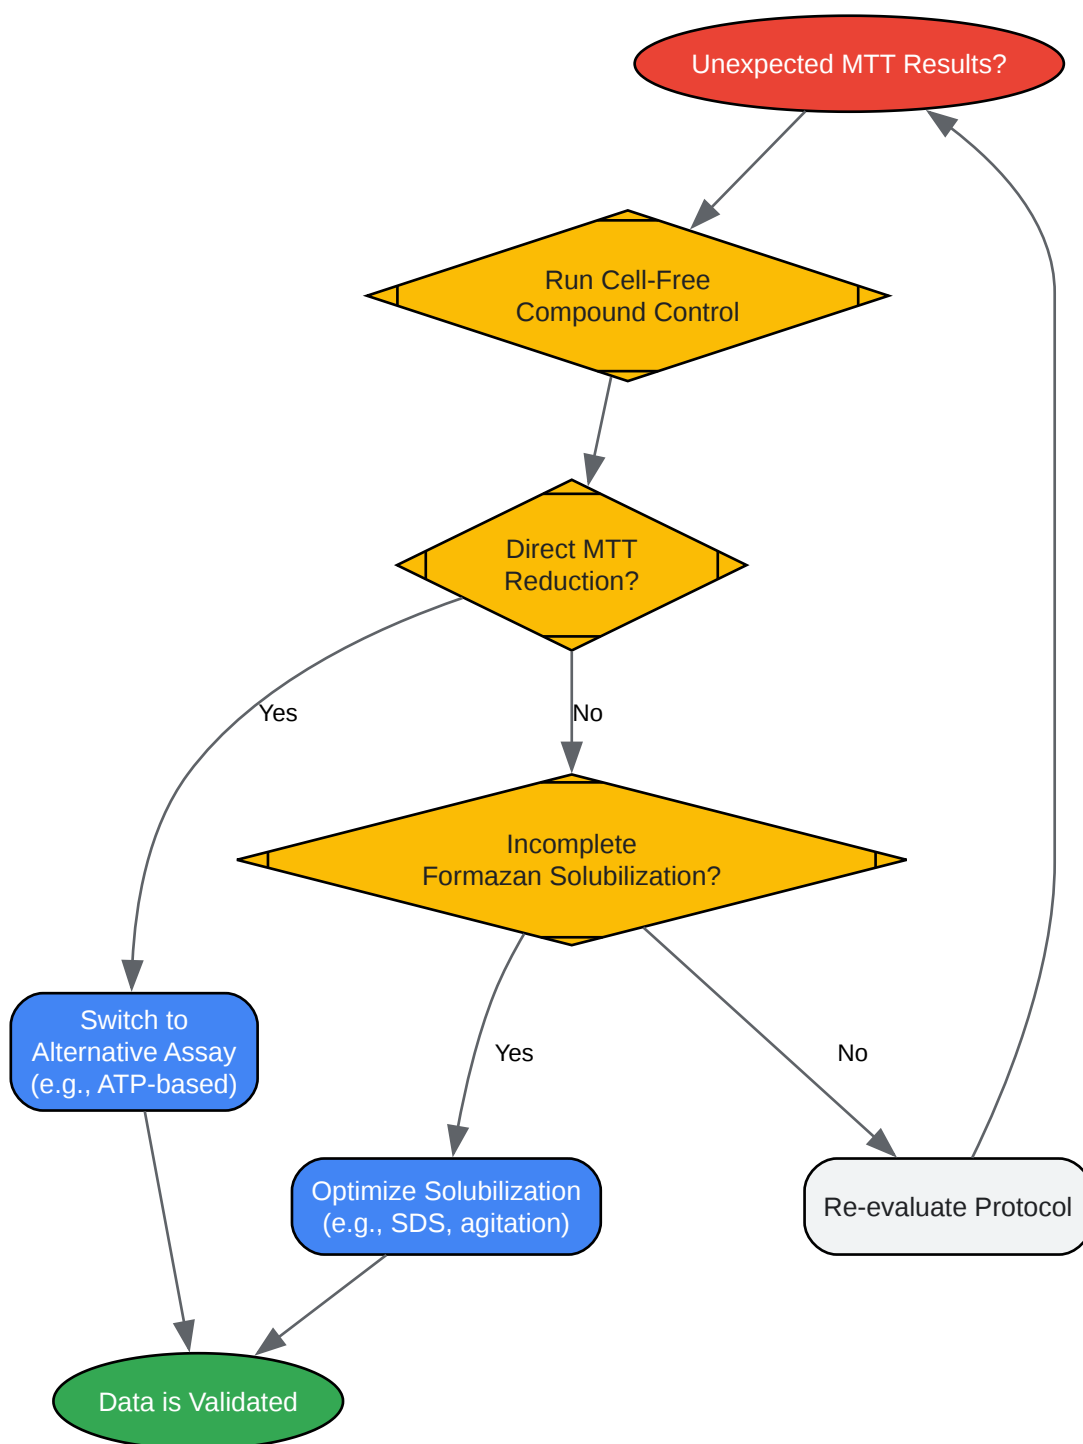 Unexpected MTT Results?
Run Cell-Free
Compound Control
Direct MTT
Reduction?
Yes
No
Incomplete
Formazan Solubilization?
Switch to
Alternative Assay
(e.g., ATP-based)
Yes
No
Optimize Solubilization
(e.g., SDS, agitation)
Re-evaluate Protocol
Data is Validated